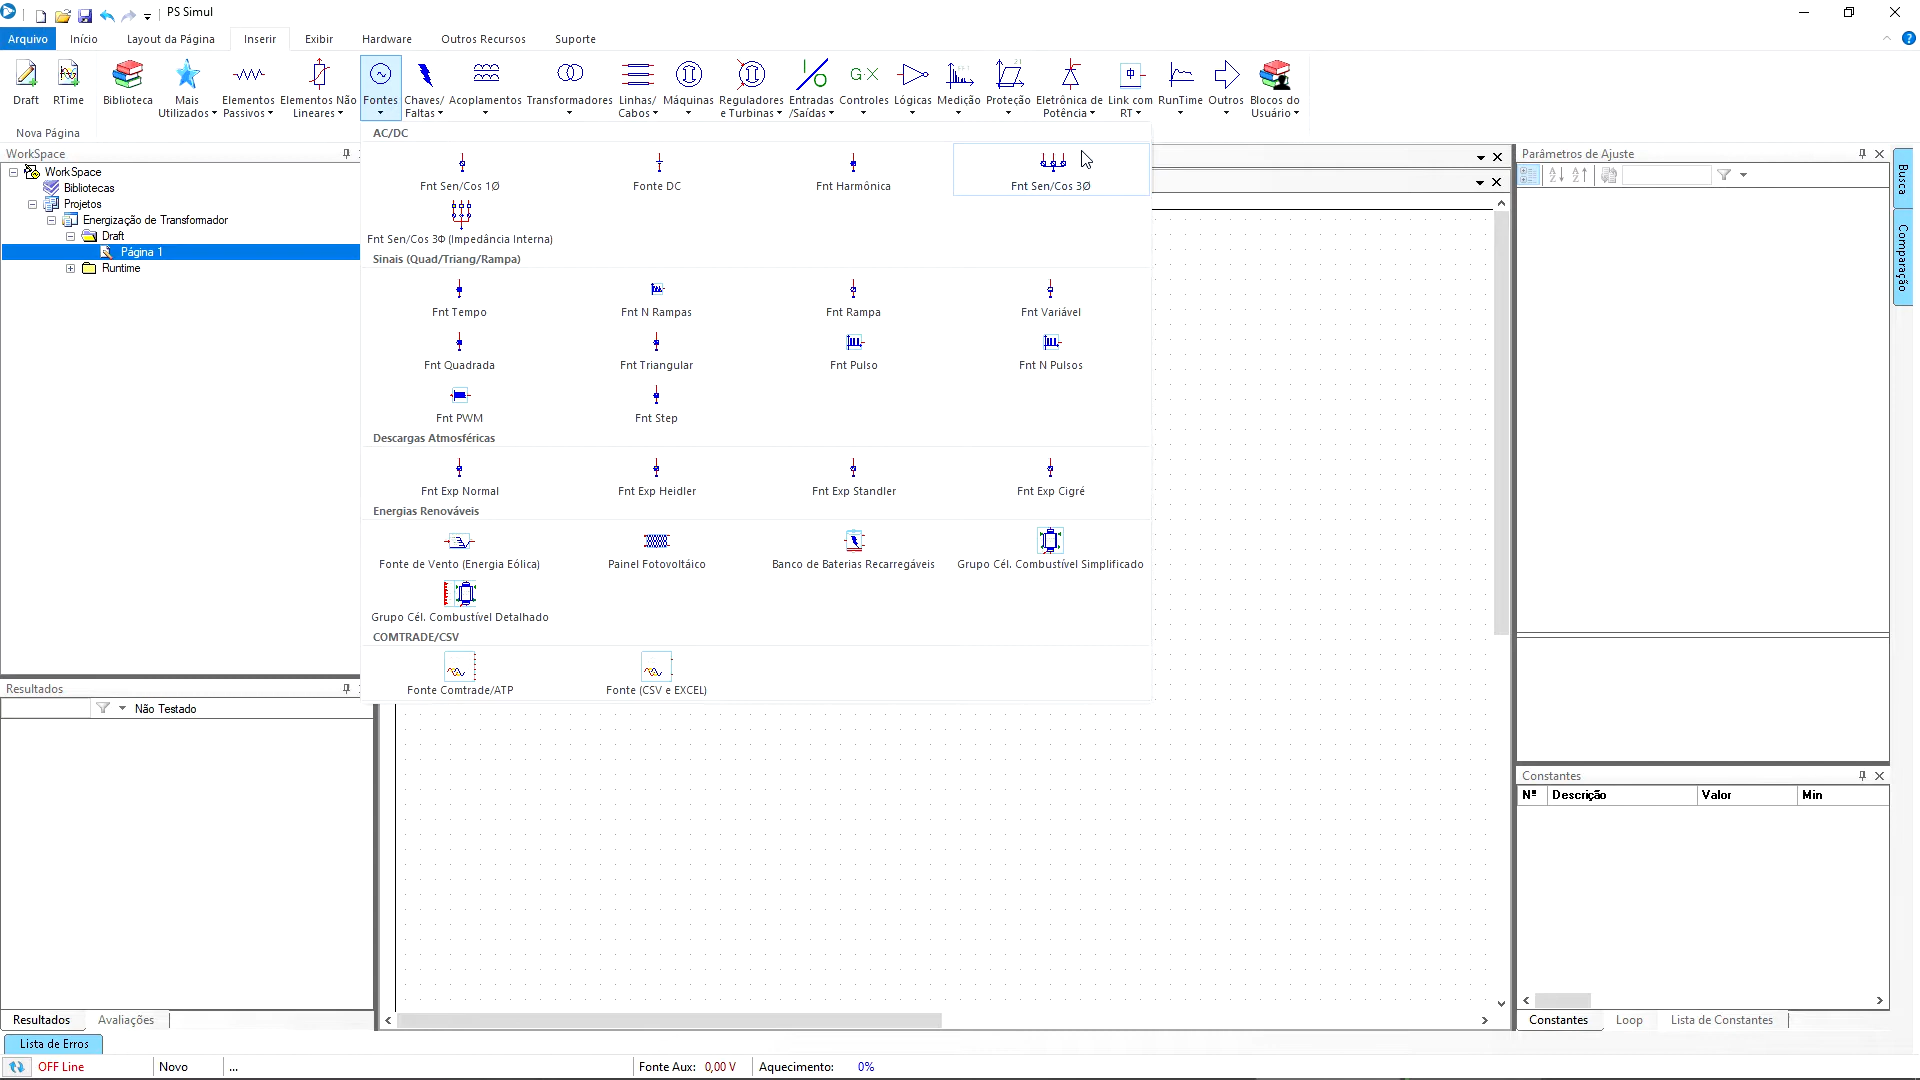 PS Simul
Arquivo Início Layout da Página Inserir Exibir Hardware Outros Recursos Suporte
Draft RTime Biblioteca Mais Utilizados Elementos Passivos Elementos Não Lineares Fontes Chaves/ Faltas Acoplamentos Transformadores Linhas/ Cabos Máquinas Reguladores e Turbinas Entradas /Saídas Controles Lógicas Medição Proteção Eletrônica de Potência Link com RT RunTime Outros Blocos do Usuário
G:X
Nova Página
AC/DC
WorkSpace
Parâmetros de Ajuste
WorkSpace
Bibliotecas
Projetos
Energização de Transformador
Draft
Página 1
Runtime
Fnt Sen/Cos 1Ø Fonte DC Fnt Harmônica Fnt Sen/Cos 3Ø
Fnt Sen/Cos 3Φ (Impedância Interna)
Sinais (Quad/Triang/Rampa)
Fnt Tempo Fnt N Rampas Fnt Rampa Fnt Variável
Fnt Quadrada Fnt Triangular Fnt Pulso Fnt N Pulsos
Fnt PWM Fnt Step
Descargas Atmosféricas
Fnt Exp Normal Fnt Exp Heidler Fnt Exp Standler Fnt Exp Cigré
Energias Renováveis
Fonte de Vento (Energia Eólica) Painel Fotovoltáico Banco de Baterias Recarregáveis Grupo Cél. Combustível Simplificado
Grupo Cél. Combustível Detalhado
COMTRADE/CSV
Fonte Comtrade/ATP Fonte (CSV e EXCEL)
Busca
Comparação
Resultados
Não Testado
Constantes
Nº Descrição Valor Min
Resultados Avaliações
Constantes Loop Lista de Constantes
Lista de Erros
OFF Line Novo ... Fonte Aux: 0,00 V Aquecimento: 0%